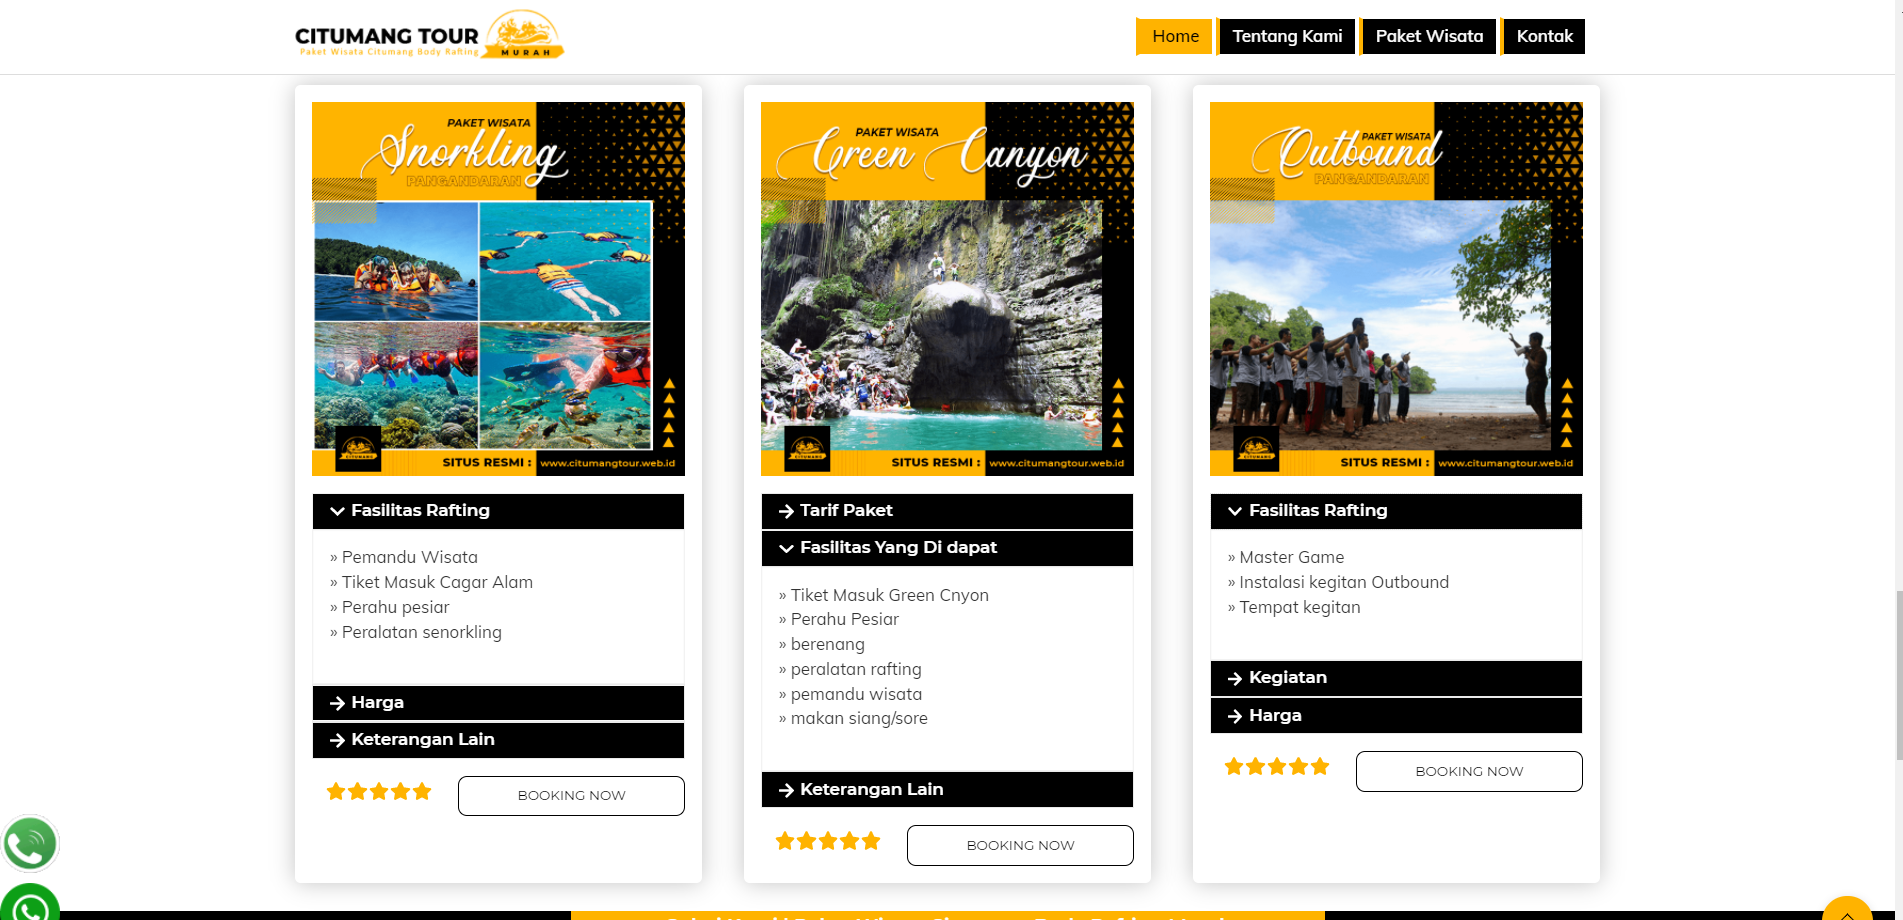 CITUMANG TOUR
Paket Wisata Citumang Body Rafting
MURAH
Home
Tentang Kami
Paket Wisata
Kontak
PAKET WISATA
Snorkling
PANGANDARAN
CITUMANG
SITUS RESMI :
www.citumangtour.web.id
Fasilitas Rafting
» Pemandu Wisata
» Tiket Masuk Cagar Alam
» Perahu pesiar
» Peralatan senorkling
Harga
Keterangan Lain
BOOKING NOW
PAKET WISATA
Green Canyon
CITUMANG
SITUS RESMI :
www.citumangtour.web.id
Tarif Paket
Fasilitas Yang Di dapat
» Tiket Masuk Green Cnyon
» Perahu Pesiar
» berenang
» peralatan rafting
» pemandu wisata
» makan siang/sore
Keterangan Lain
BOOKING NOW
PAKET WISATA
Outbound
PANGANDARAN
CITUMANG
SITUS RESMI :
www.citumangtour.web.id
Fasilitas Rafting
» Master Game
» Instalasi kegitan Outbound
» Tempat kegitan
Kegiatan
Harga
BOOKING NOW